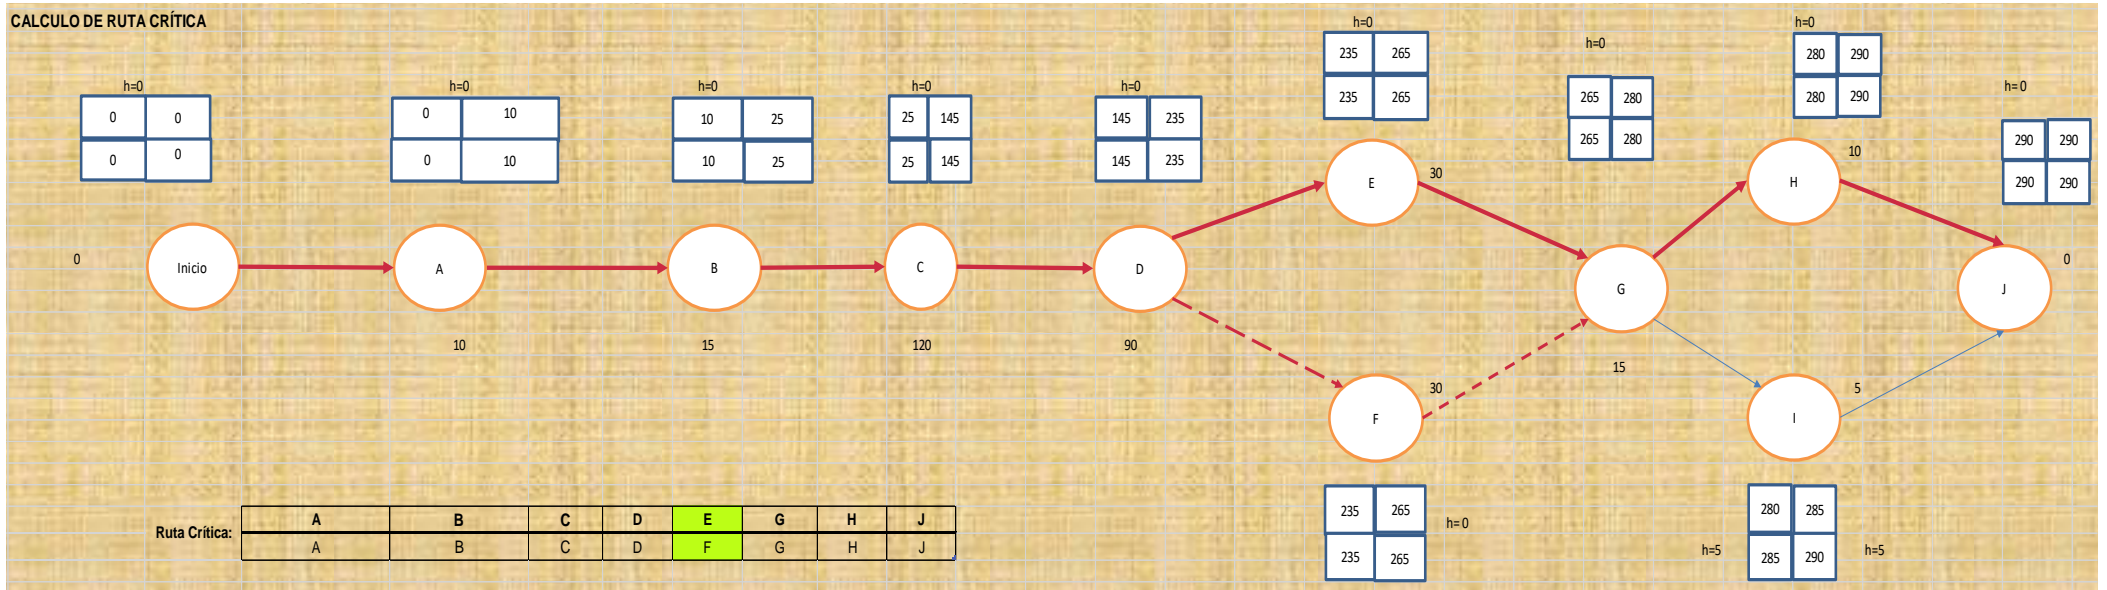 CALCULO DE RUTA CRÍTICA
h=0
h=0
h=0
h=0
h=0
h=0
h=0
h=0
h= 0
235 265
235 265
280 290
280 290
265 280
265 280
290 290
290 290
0 0
0 0
0 10
0 10
10 25
10 25
25 145
25 145
145 235
145 235
E
30
H
10
0
Inicio
A
B
C
D
G
J
0
10
15
120
90
15
F
30
I
5
235 265
235 265
h= 0
280 285
285 290
h=5
h=5
Ruta Crítica:
A B C D E G H J
A B C D F G H J